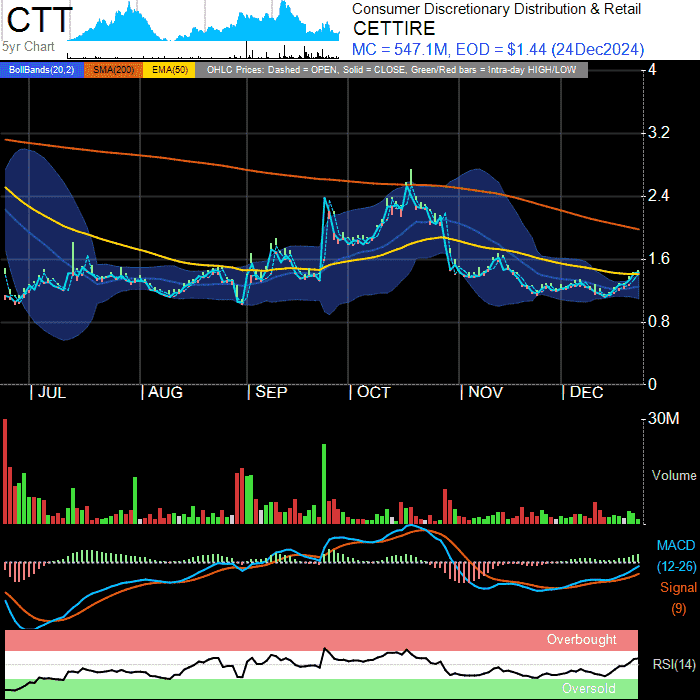 CTT
5yr Chart
Consumer Discretionary Distribution & Retail
CETTIRE
MC = 547.1M, EOD = $1.44 (24Dec2024)
BollBands(20,2) SMA(200) EMA(50) OHLC Prices: Dashed = OPEN, Solid = CLOSE, Green/Red bars = Intra-day HIGH/LOW
4
3.2
2.4
1.6
0.8
0
JUL AUG SEP OCT NOV DEC
30M
Volume
MACD
(12-26)
Signal
(9)
Overbought
RSI(14)
Oversold